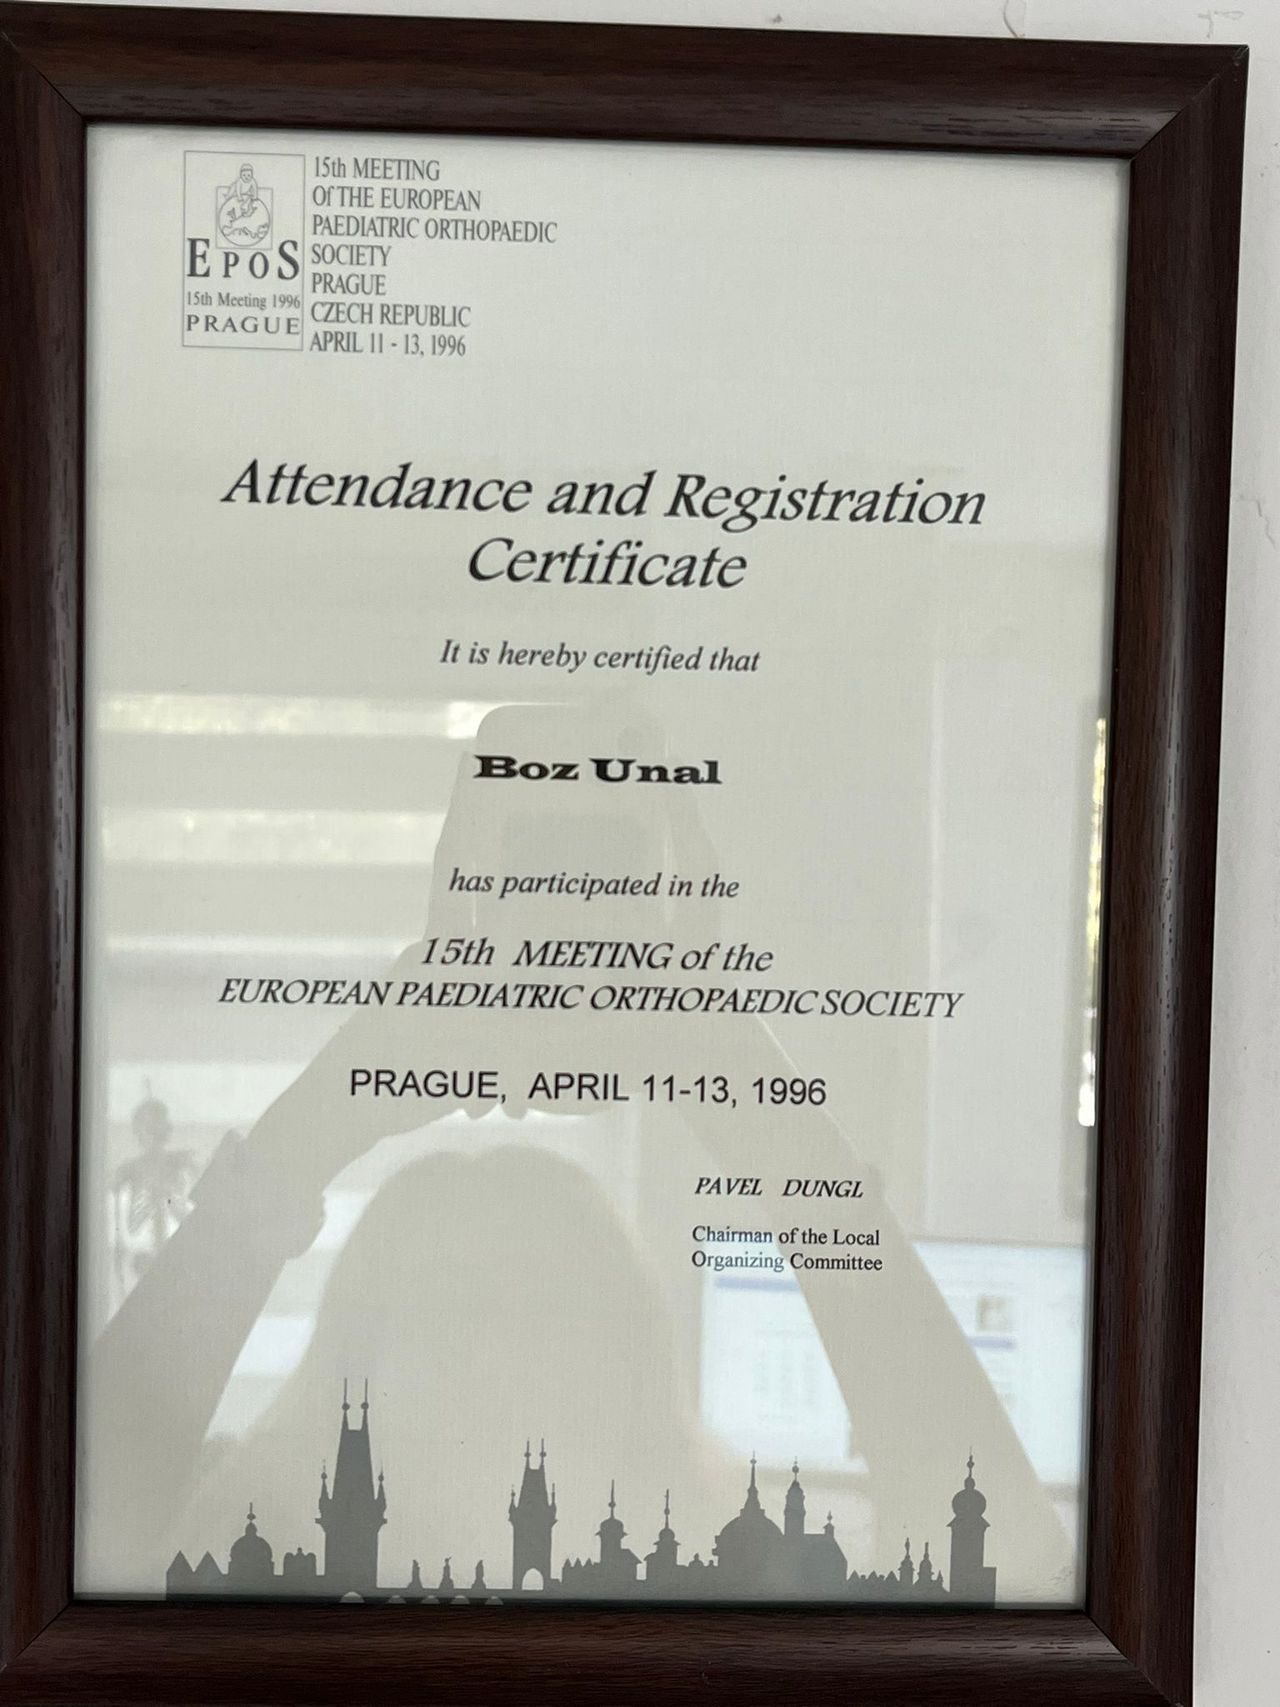 EPOS
15th Meeting 1996
PRAGUE
15th MEETING
Of THE EUROPEAN
PAEDIATRIC ORTHOPAEDIC
SOCIETY
PRAGUE
CZECH REPUBLIC
APRIL 11 - 13, 1996
Attendance and Registration
Certificate
It is hereby certified that
Boz Unal
has participated in the
15th MEETING of the
EUROPEAN PAEDIATRIC ORTHOPAEDIC SOCIETY
PRAGUE, APRIL 11-13, 1996
PAVEL DUNGL
Chairman of the Local
Organizing Committee